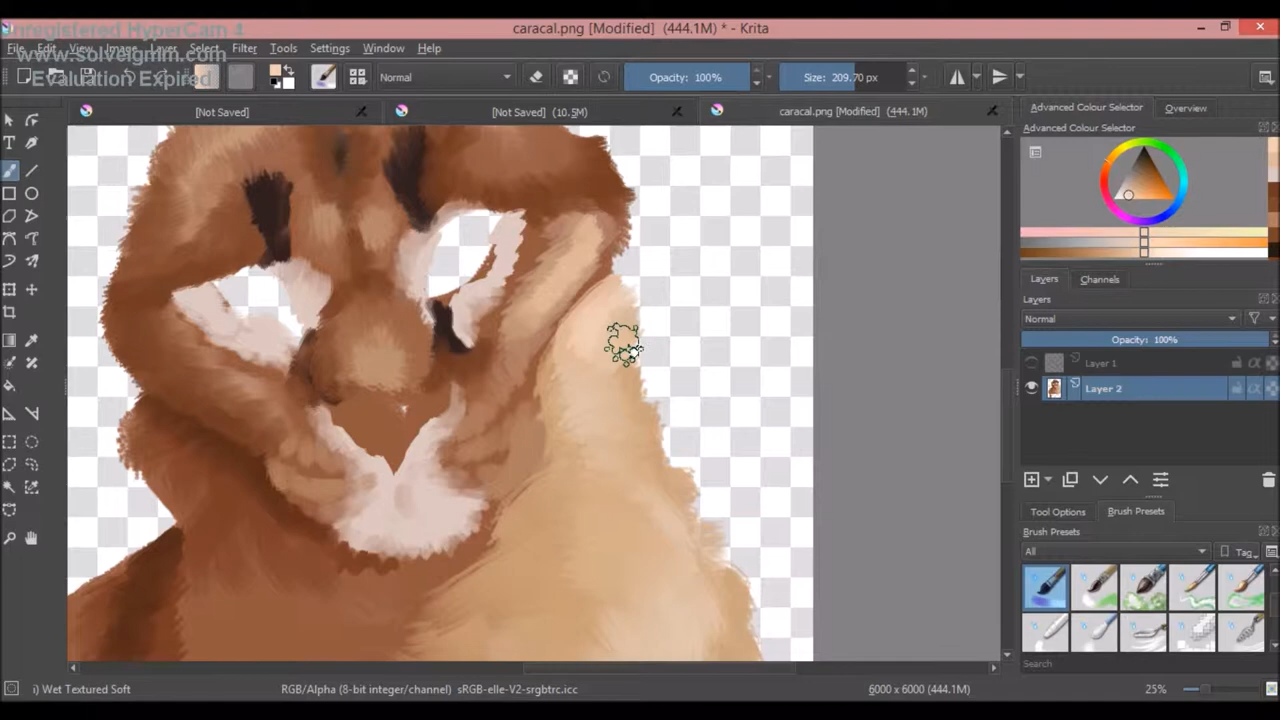 Unregistered HyperCam 4
www.solveigmm.com
Evaluation Expired
caracal.png [Modified] (444.1M) * - Krita
File Edit View Image Layer Select Filter Tools Settings Window Help
Normal Opacity: 100% Size: 209.70 px
[Not Saved] [Not Saved] (10.5M) caracal.png [Modified] (444.1M)
Advanced Colour Selector Overview
Advanced Colour Selector
Layers Channels
Layers
Normal
Opacity: 100%
Layer 1
Layer 2
Tool Options Brush Presets
Brush Presets
All Tag
Search
i) Wet Textured Soft RGB/Alpha (8-bit integer/channel) sRGB-elle-V2-srgbtrc.icc 6000 x 6000 (444.1M) 25%